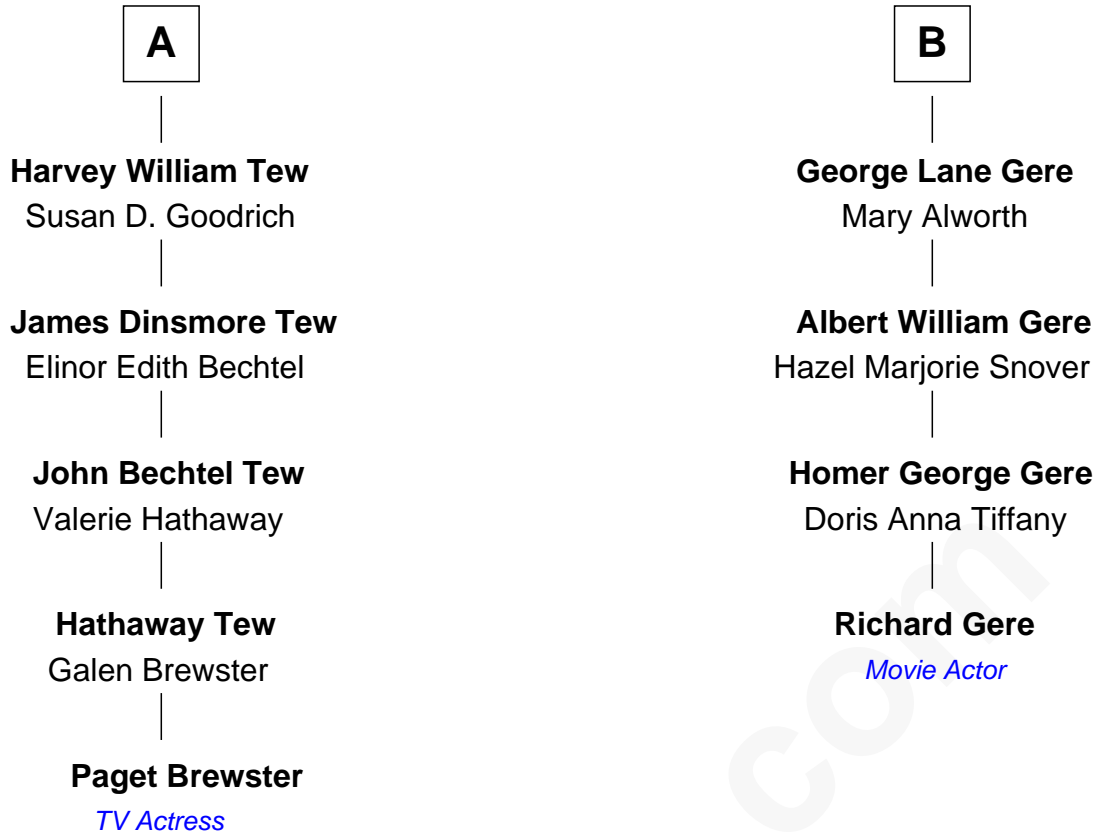 A
Harvey William Tew
Susan D. Goodrich
James Dinsmore Tew
Elinor Edith Bechtel
John Bechtel Tew
Valerie Hathaway
Hathaway Tew
Galen Brewster
Paget Brewster
TV Actress
B
George Lane Gere
Mary Alworth
Albert William Gere
Hazel Marjorie Snover
Homer George Gere
Doris Anna Tiffany
Richard Gere
Movie Actor
com